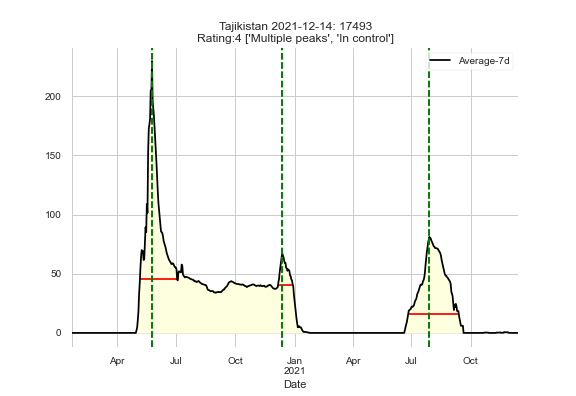 Tajikistan 2021-12-14: 17493
Rating:4 ['Multiple peaks', 'In control']
Average-7d
200
150
100
50
0
Apr
Jul
Oct
Jan
2021
Apr
Jul
Oct
Date